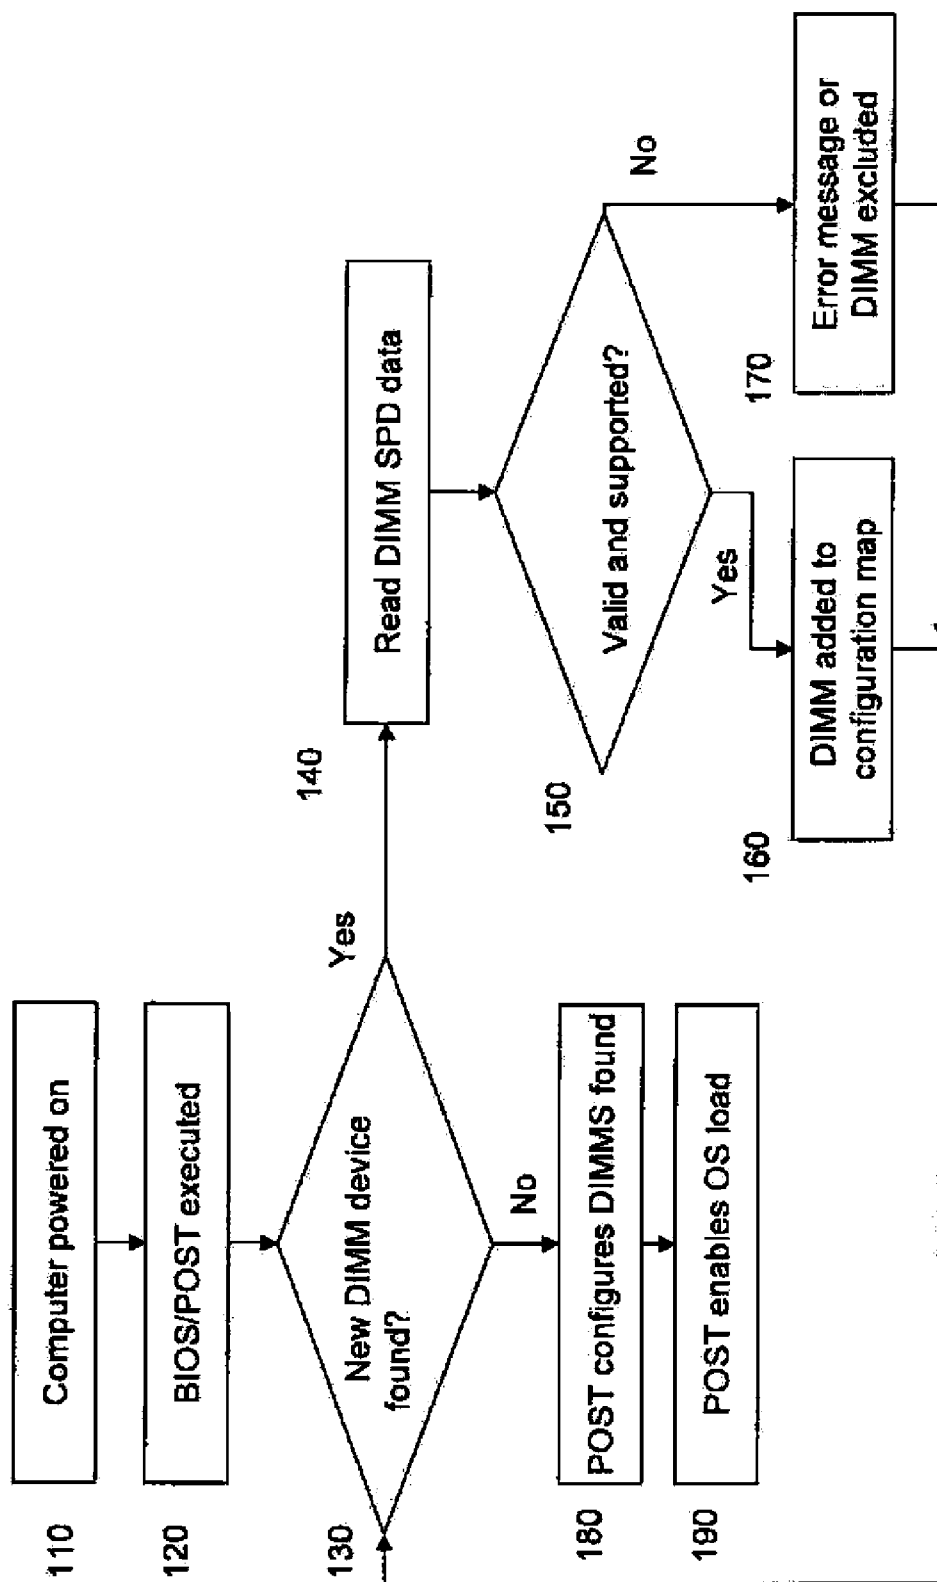 110
Computer powered on
120
BIOS/POST executed
130
New DIMM device
found?
Yes
No
140
Read DIMM SPD data
150
Valid and supported?
Yes
No
160
DIMM added to
configuration map
170
Error message or
DIMM excluded
180
POST configures DIMMS found
190
POST enables OS load